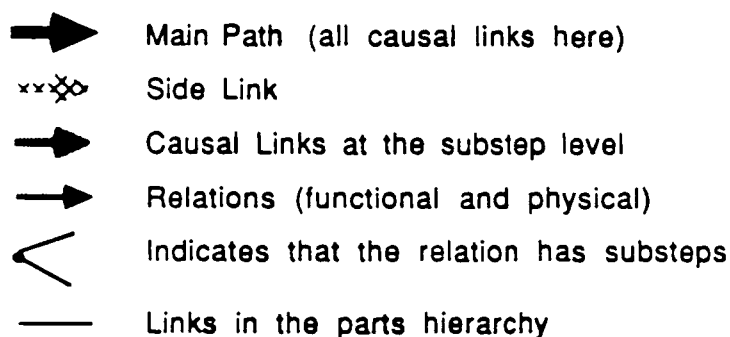 Main Path (all causal links here)
Side Link
Causal Links at the substep level
Relations (functional and physical)
Indicates that the relation has substeps
Links in the parts hierarchy